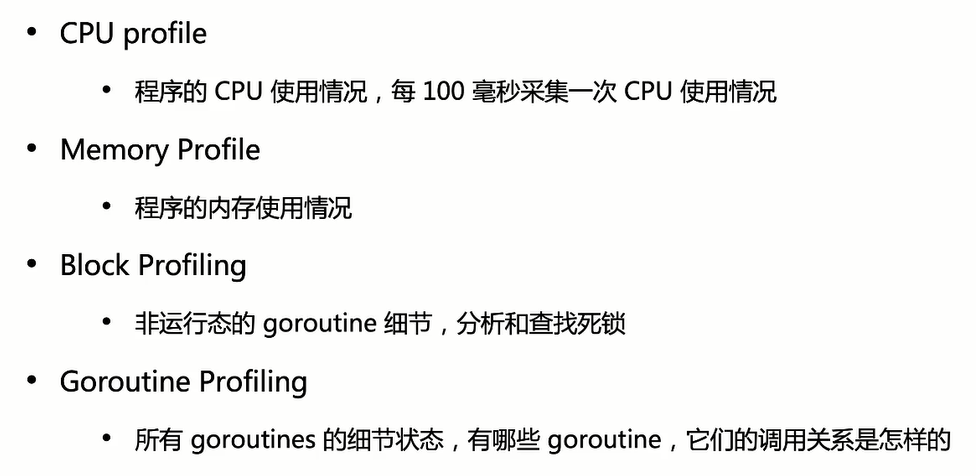 • CPU profile
• 程序的 CPU 使用情况，每 100 毫秒采集一次 CPU 使用情况
• Memory Profile
• 程序的内存使用情况
• Block Profiling
• 非运行态的 goroutine 细节，分析和查找死锁
• Goroutine Profiling
• 所有 goroutines 的细节状态，有哪些 goroutine，它们的调用关系是怎样的